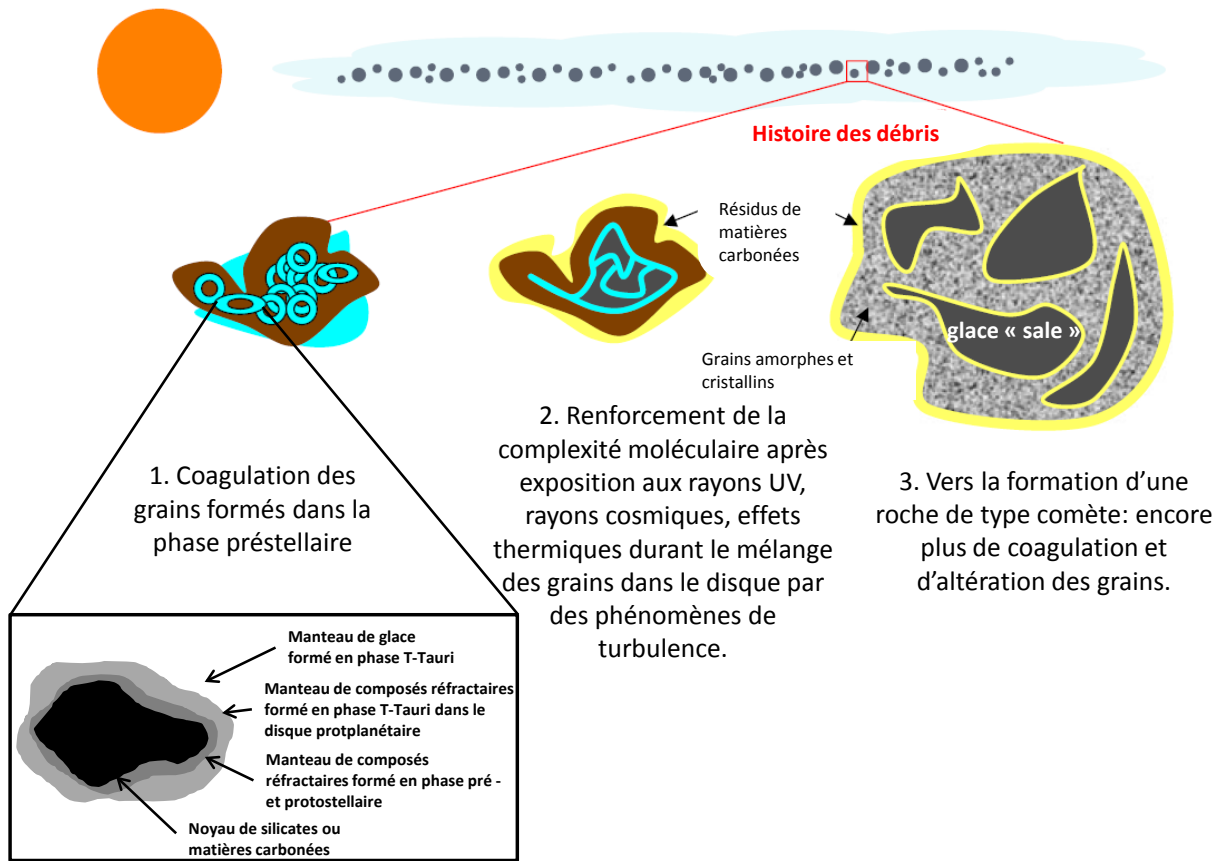 Histoire des débris
Résidus de
matières
carbonées
glace « sale »
Grains amorphes et
cristallins
1. Coagulation des
grains formés dans la
phase préstellaire
2. Renforcement de la
complexité moléculaire après
exposition aux rayons UV,
rayons cosmiques, effets
thermiques durant le mélange
des grains dans le disque par
des phénomènes de
turbulence.
3. Vers la formation d’une
roche de type comète: encore
plus de coagulation et
d’altération des grains.
Manteau de glace
formé en phase T-Tauri
Manteau de composés réfractaires
formé en phase T-Tauri dans le
disque protplanétaire
Manteau de composés
réfractaires formé en phase pré -
et protostellaire
Noyau de silicates ou
matières carbonées